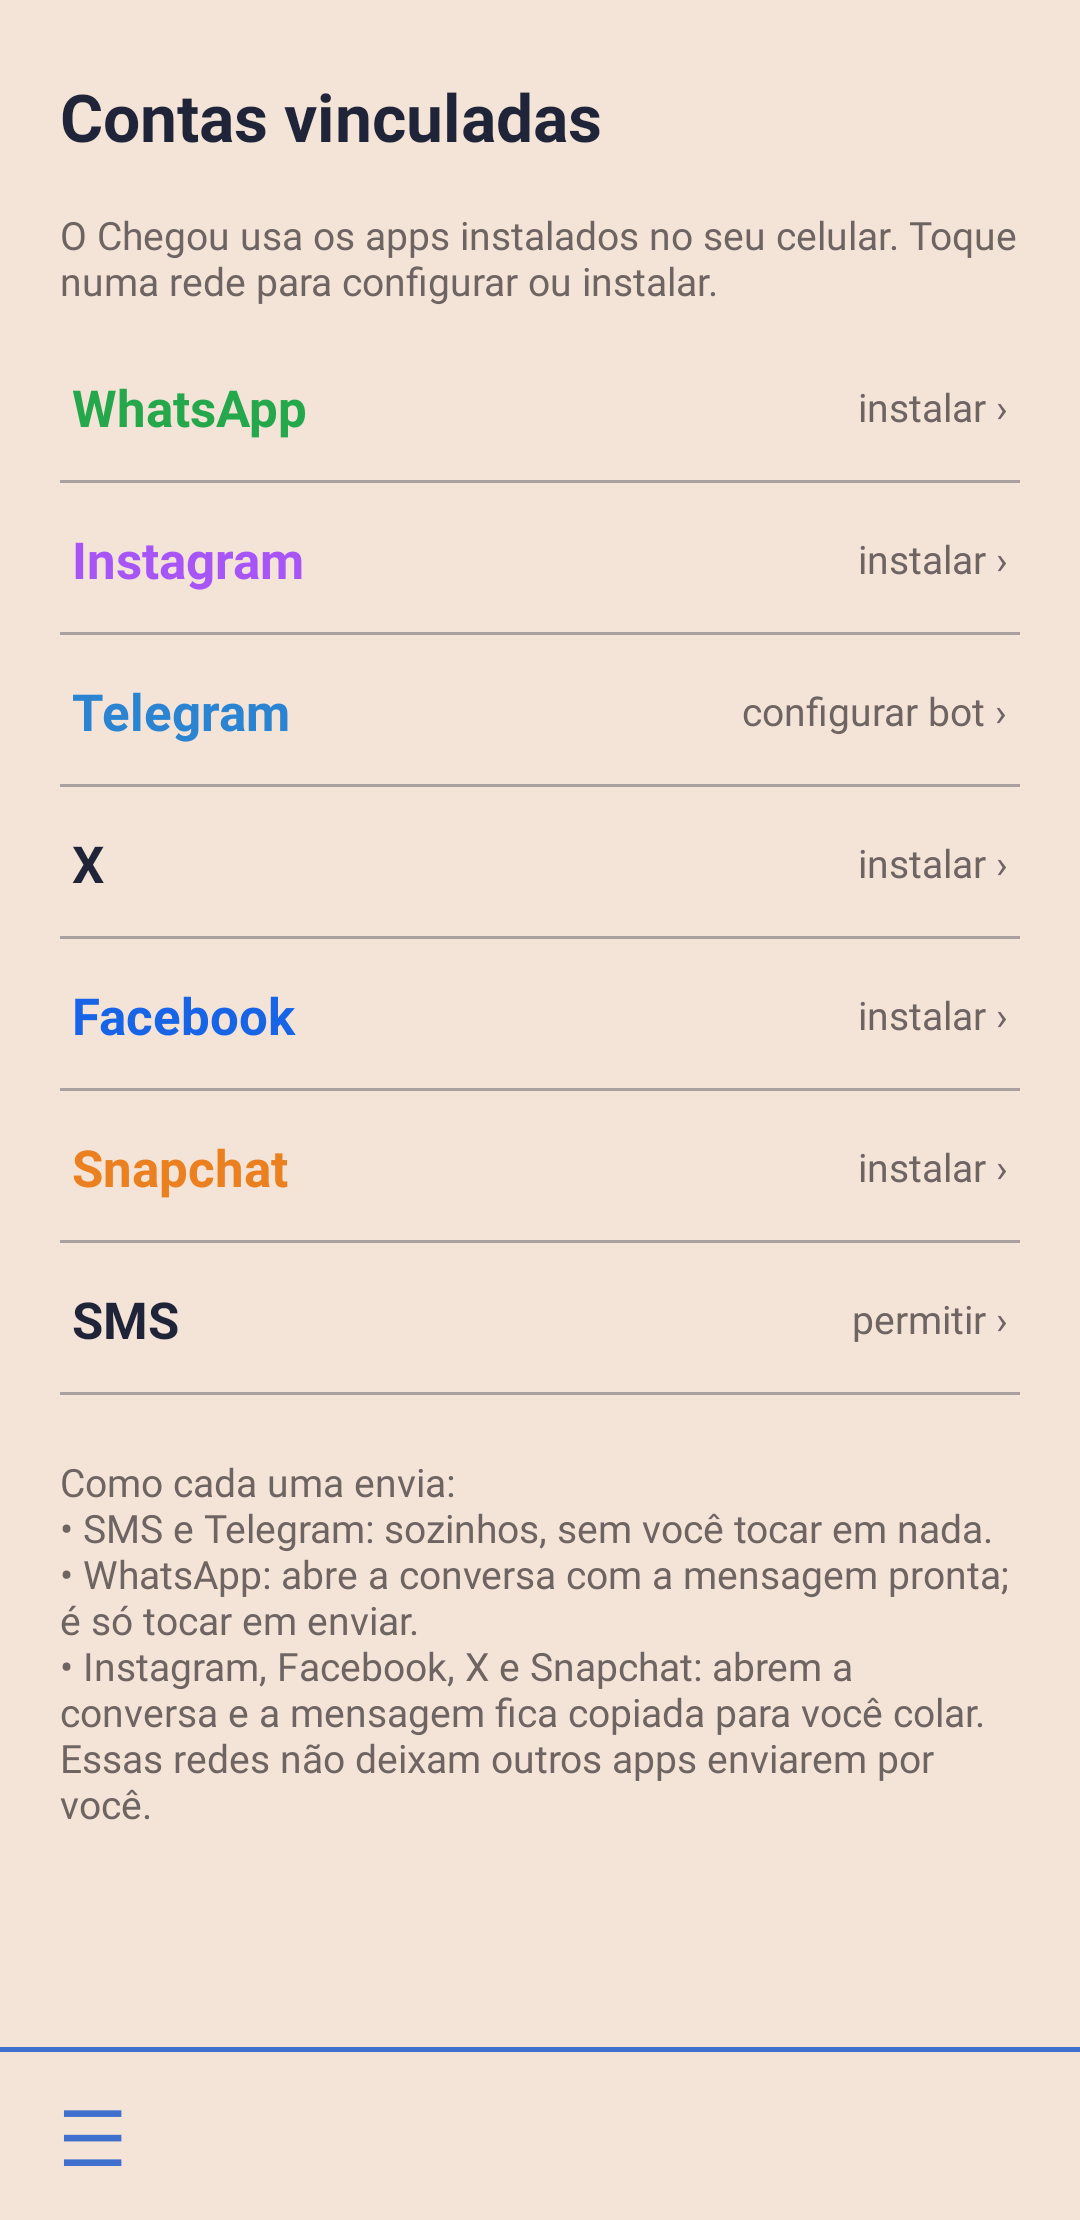 Contas vinculadas
O Chegou usa os apps instalados no seu celular. Toque
numa rede para configurar ou instalar.
WhatsApp instalar ›
Instagram instalar ›
Telegram configurar bot ›
X instalar ›
Facebook instalar ›
Snapchat instalar ›
SMS permitir ›
Como cada uma envia:
• SMS e Telegram: sozinhos, sem você tocar em nada.
• WhatsApp: abre a conversa com a mensagem pronta;
é só tocar em enviar.
• Instagram, Facebook, X e Snapchat: abrem a
conversa e a mensagem fica copiada para você colar.
Essas redes não deixam outros apps enviarem por
você.